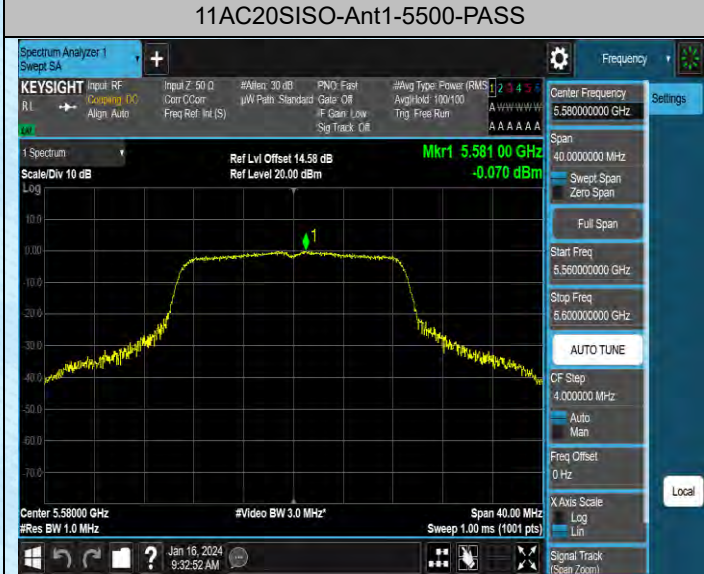 11AC20SISO-Ant1-5500-PASS
Spectrum Analyzer 1
Swept SA
+
Frequency
KEYSIGHT
RL
Input: RF
Coupling: DC
Align: Auto
Input Z: 50 Ω
Corr CCorr
Freq Ref: Int (S)
#Atten: 30 dB
µW Path: Standard
PNO: Fast
Gate: Off
IF Gain: Low
Sig Track: Off
#Avg Type: Power (RMS
Avg|Hold: 100/100
Trig: Free Run
1 2 3 4 5 6
A W W W W W
A A A A A A
Center Frequency
5.580000000 GHz
Settings
Span
40.0000000 MHz
Swept Span
Zero Span
Full Span
Start Freq
5.560000000 GHz
Stop Freq
5.600000000 GHz
AUTO TUNE
CF Step
4.000000 MHz
Auto
Man
Freq Offset
0 Hz
X Axis Scale
Log
Lin
Local
Signal Track
(Span Zoom)
1 Spectrum
Scale/Div 10 dB
Ref Lvl Offset 14.58 dB
Ref Level 20.00 dBm
Mkr1 5.581 00 GHz
-0.070 dBm
Log
10.0
0.00
-10.0
-20.0
-30.0
-40.0
-50.0
-60.0
-70.0
1
Center 5.58000 GHz
#Res BW 1.0 MHz
#Video BW 3.0 MHz*
Span 40.00 MHz
Sweep 1.00 ms (1001 pts)
?
Jan 16, 2024
9:32:52 AM